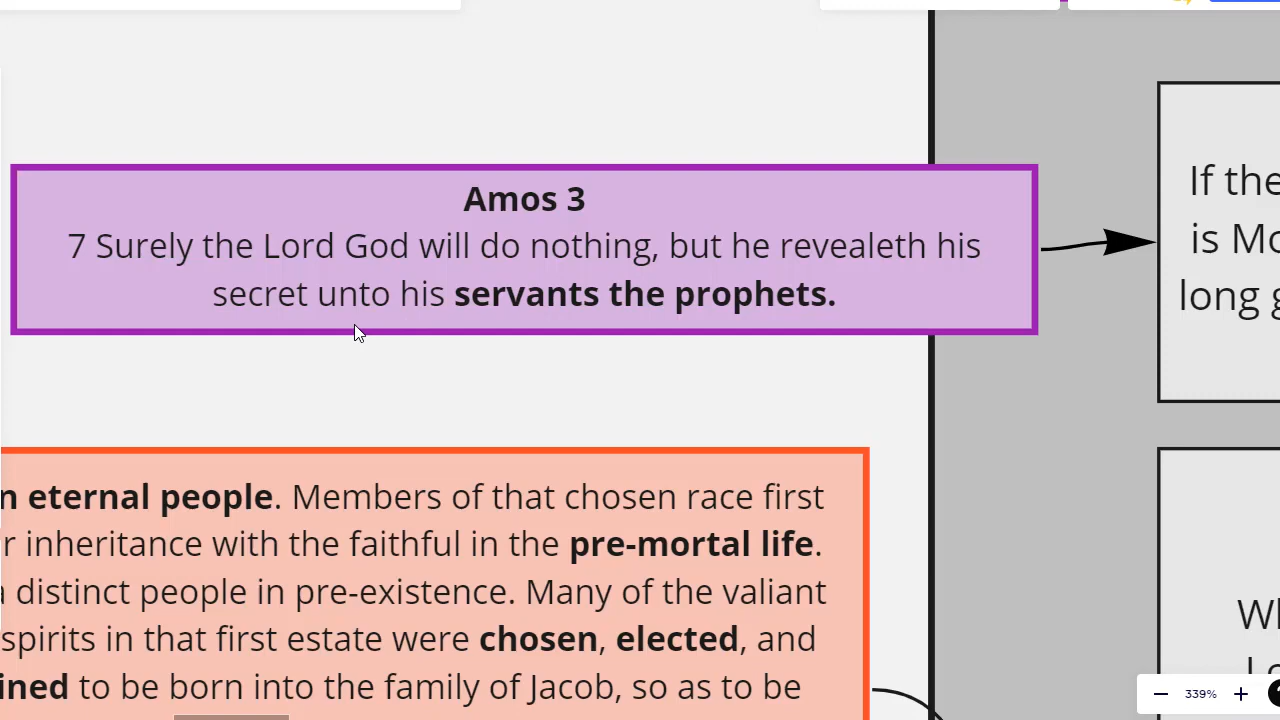 Amos 3
7 Surely the Lord God will do nothing, but he revealeth his
secret unto his servants the prophets.
If the
is Mo
long g
n eternal people. Members of that chosen race first
r inheritance with the faithful in the pre-mortal life.
a distinct people in pre-existence. Many of the valiant
spirits in that first estate were chosen, elected, and
ined to be born into the family of Jacob, so as to be
Wh
339%